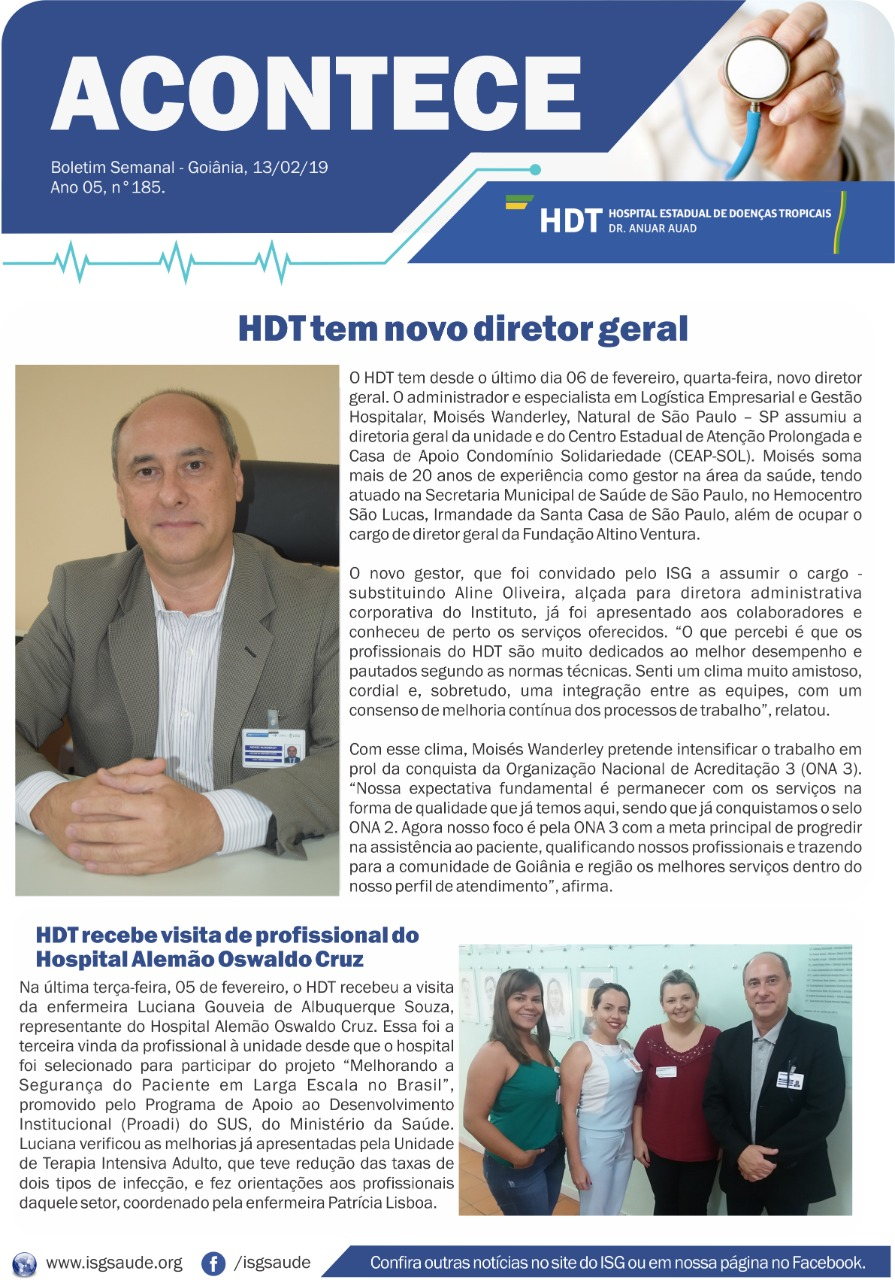 ACONTECE
Boletim Semanal - Goiânia, 13/02/19
Ano 05, n°185.
HDT HOSPITAL ESTADUAL DE DOENÇAS TROPICAIS
DR. ANUAR AUAD
HDT tem novo diretor geral
O HDT tem desde o último dia 06 de fevereiro, quarta-feira, novo diretor
geral. O administrador e especialista em Logística Empresarial e Gestão
Hospitalar, Moisés Wanderley, Natural de São Paulo – SP assumiu a
diretoria geral da unidade e do Centro Estadual de Atenção Prolongada e
Casa de Apoio Condomínio Solidariedade (CEAP-SOL). Moisés soma
mais de 20 anos de experiência como gestor na área da saúde, tendo
atuado na Secretaria Municipal de Saúde de São Paulo, no Hemocentro
São Lucas, Irmandade da Santa Casa de São Paulo, além de ocupar o
cargo de diretor geral da Fundação Altino Ventura.
O novo gestor, que foi convidado pelo ISG a assumir o cargo -
substituindo Aline Oliveira, alçada para diretora administrativa
corporativa do Instituto, já foi apresentado aos colaboradores e
conheceu de perto os serviços oferecidos. “O que percebi é que os
profissionais do HDT são muito dedicados ao melhor desempenho e
pautados segundo as normas técnicas. Senti um clima muito amistoso,
cordial e, sobretudo, uma integração entre as equipes, com um
consenso de melhoria contínua dos processos de trabalho”, relatou.
Com esse clima, Moisés Wanderley pretende intensificar o trabalho em
prol da conquista da Organização Nacional de Acreditação 3 (ONA 3).
“Nossa expectativa fundamental é permanecer com os serviços na
forma de qualidade que já temos aqui, sendo que já conquistamos o selo
ONA 2. Agora nosso foco é pela ONA 3 com a meta principal de progredir
na assistência ao paciente, qualificando nossos profissionais e trazendo
para a comunidade de Goiânia e região os melhores serviços dentro do
nosso perfil de atendimento”, afirma.
HDT recebe visita de profissional do
Hospital Alemão Oswaldo Cruz
Na última terça-feira, 05 de fevereiro, o HDT recebeu a visita
da enfermeira Luciana Gouveia de Albuquerque Souza,
representante do Hospital Alemão Oswaldo Cruz. Essa foi a
terceira vinda da profissional à unidade desde que o hospital
foi selecionado para participar do projeto “Melhorando a
Segurança do Paciente em Larga Escala no Brasil”,
promovido pelo Programa de Apoio ao Desenvolvimento
Institucional (Proadi) do SUS, do Ministério da Saúde.
Luciana verificou as melhorias já apresentadas pela Unidade
de Terapia Intensiva Adulto, que teve redução das taxas de
dois tipos de infecção, e fez orientações aos profissionais
daquele setor, coordenado pela enfermeira Patrícia Lisboa.
www.isgsaude.org
/isgsaude
Confira outras notícias no site do ISG ou em nossa página no Facebook.